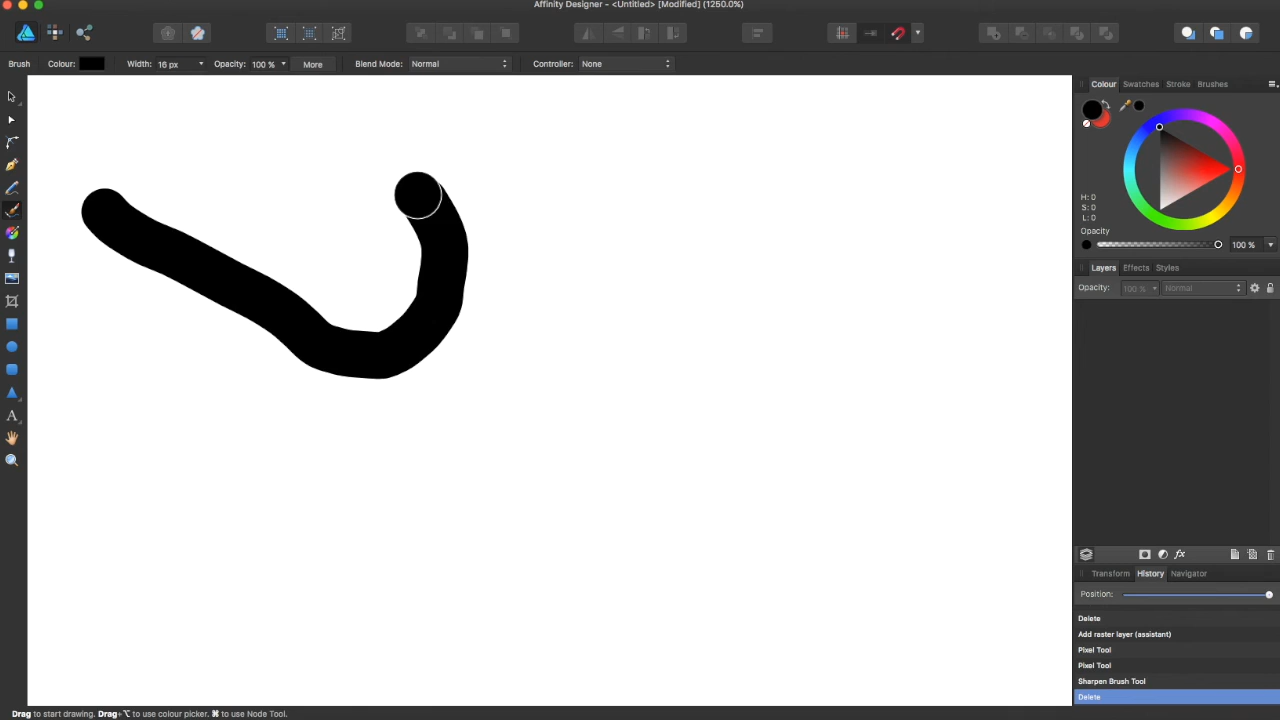 Affinity Designer - <Untitled> [Modified] (1250.0%)
Brush Colour: Width: 16 px Opacity: 100 % More Blend Mode: Normal Controller: None
Colour Swatches Stroke Brushes
H: 0
S: 0
L: 0
Opacity
100 %
Layers Effects Styles
Opacity: 100 % Normal
fx
Transform History Navigator
Position:
Delete
Add raster layer (assistant)
Pixel Tool
Pixel Tool
Sharpen Brush Tool
Delete
A
Drag to start drawing. Drag+⌥ to use colour picker. ⌘ to use Node Tool.